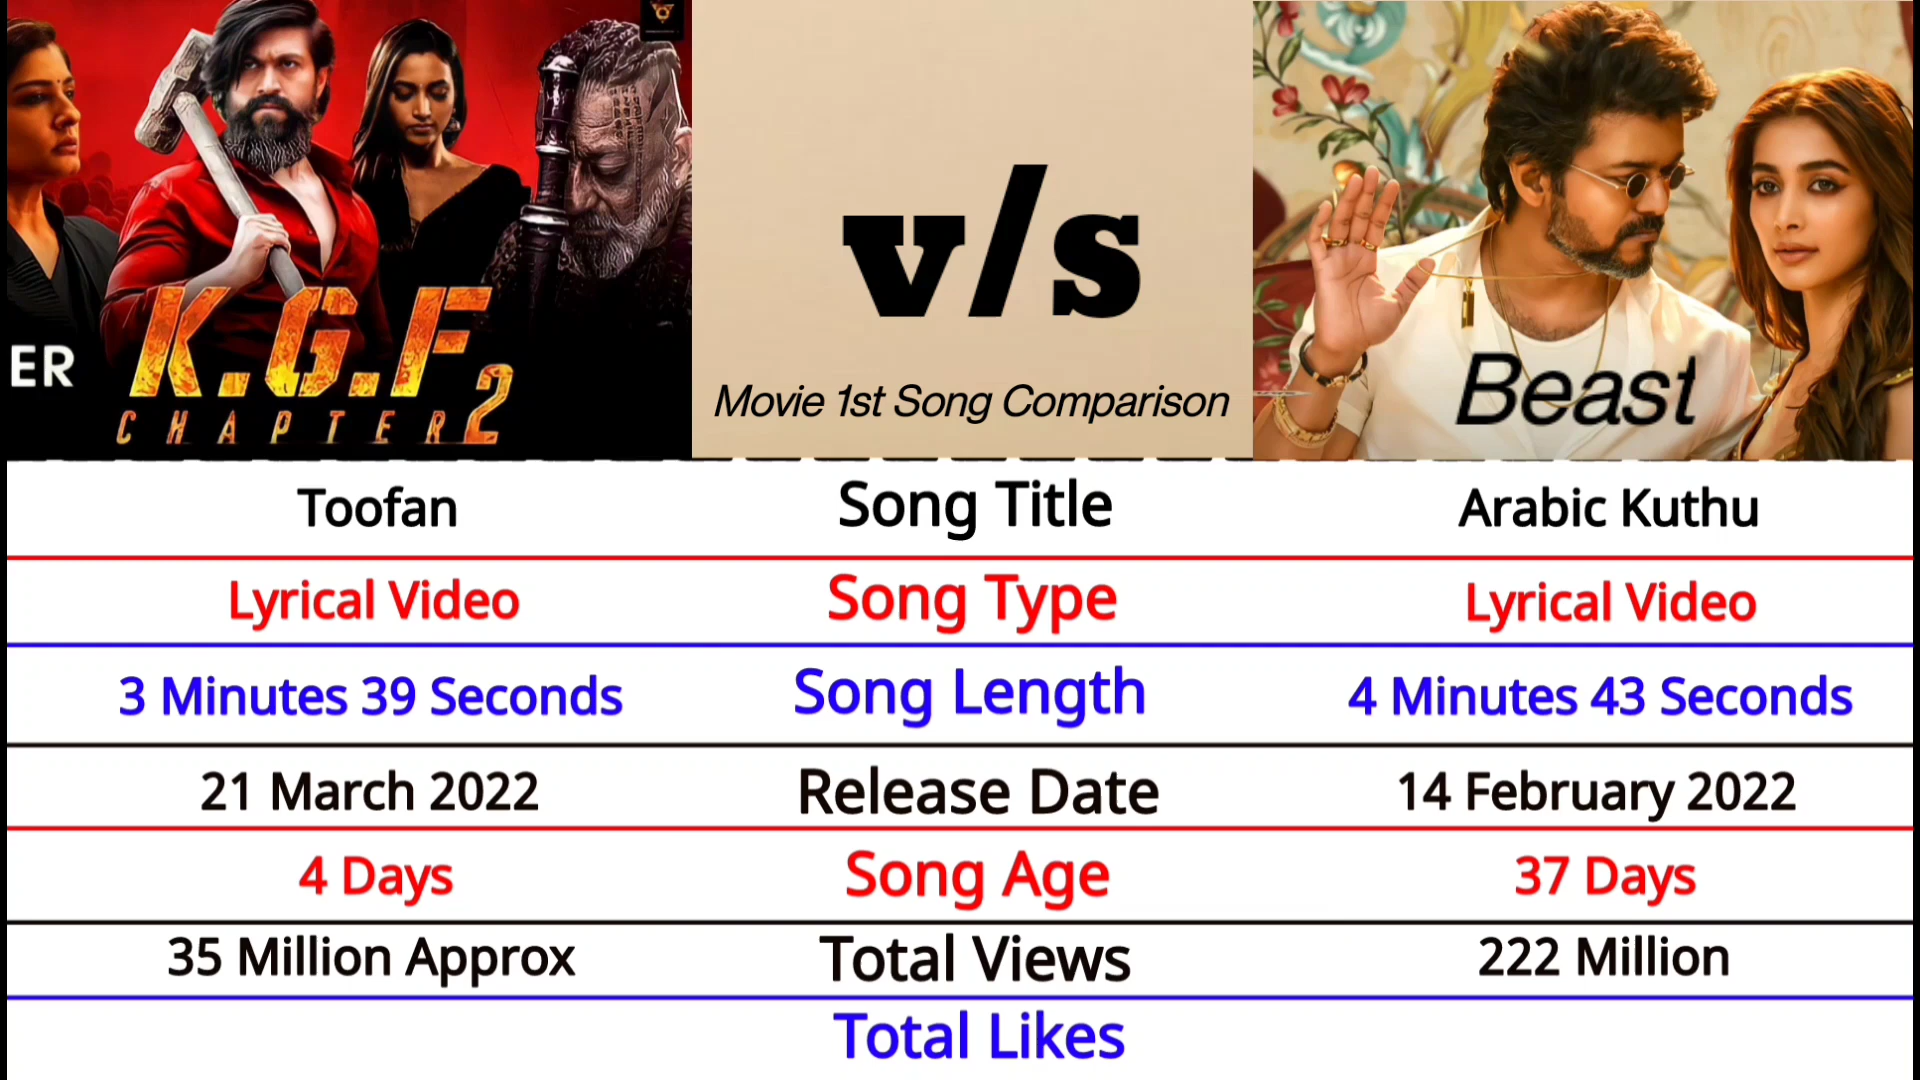 ER
K.G.F
CHAPTER 2
v/s
Movie 1st Song Comparison
Beast
Toofan Song Title Arabic Kuthu
Lyrical Video Song Type Lyrical Video
3 Minutes 39 Seconds Song Length 4 Minutes 43 Seconds
21 March 2022 Release Date 14 February 2022
4 Days Song Age 37 Days
35 Million Approx Total Views 222 Million
Total Likes